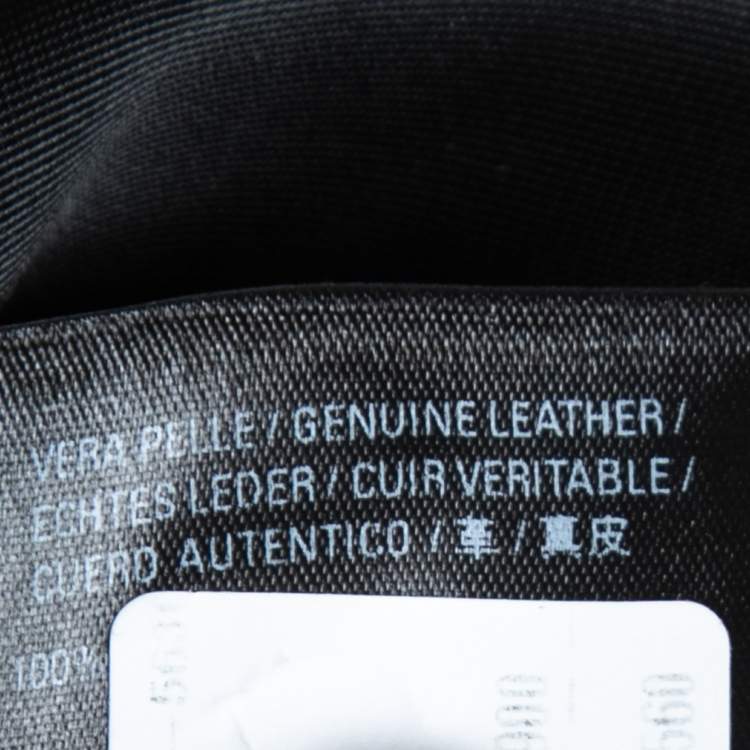 VERA PELLE / GENUINE LEATHER /
ECHTES LEDER / CUIR VERITABLE /
CUERO AUTENTICO / 革 / 真皮
100%